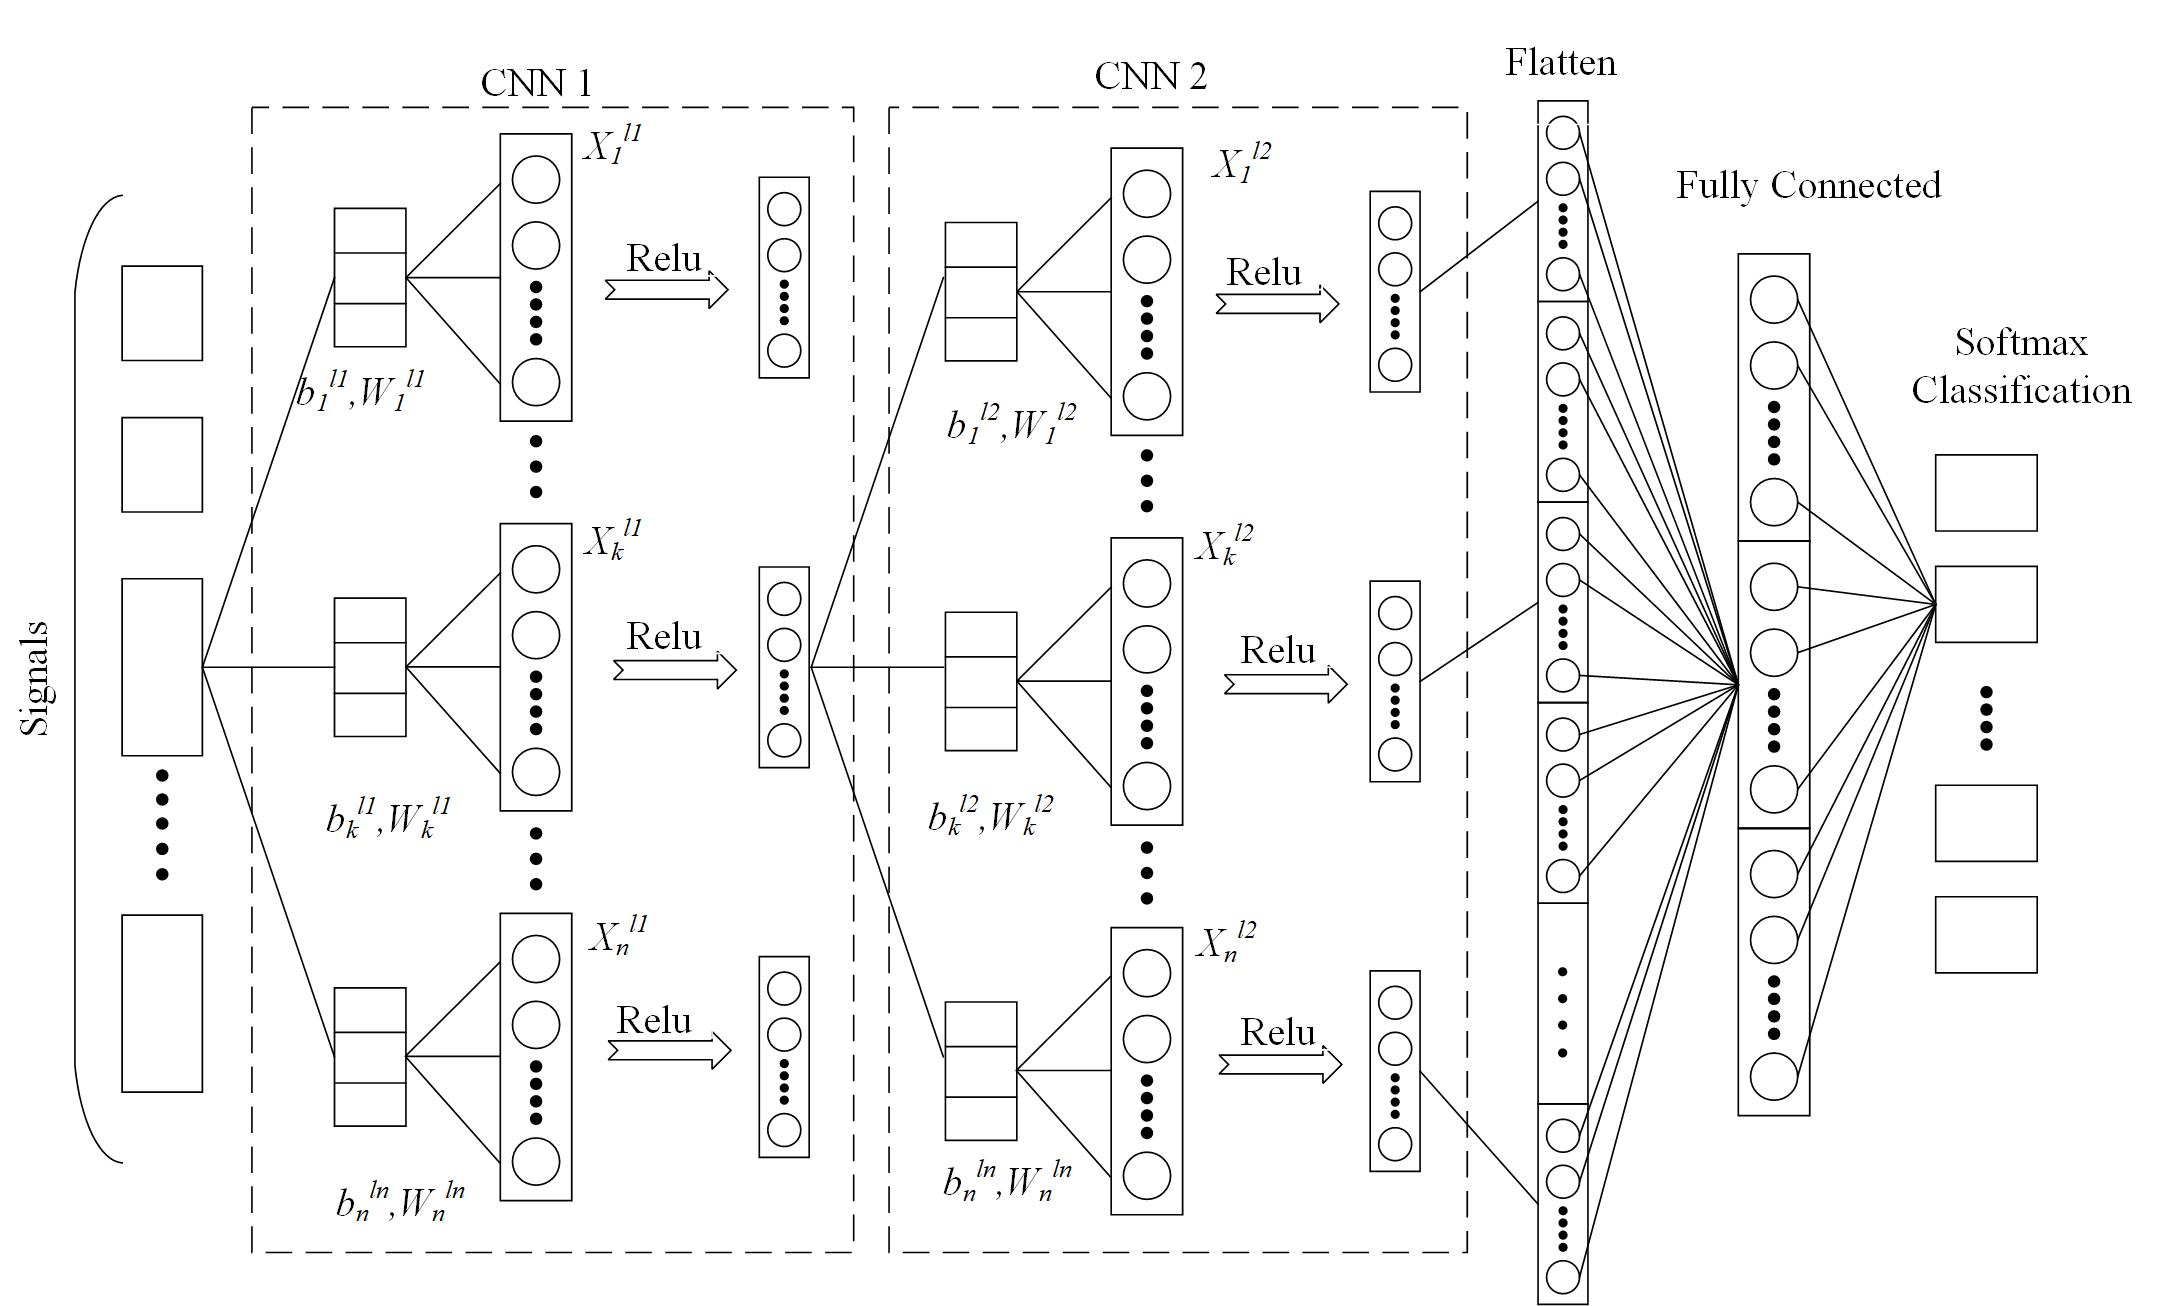 Signals
CNN 1
X₁ˡ¹
Relu
b₁ˡ¹,W₁ˡ¹
Xₖˡ¹
Relu
bₖˡ¹,Wₖˡ¹
Xₙˡ¹
Relu
bₙˡⁿ,Wₙˡⁿ
CNN 2
X₁ˡ²
Relu
b₁ˡ²,W₁ˡ²
Xₖˡ²
Relu
bₖˡ²,Wₖˡ²
Xₙˡ²
Relu
bₙˡⁿ,Wₙˡⁿ
Flatten
Fully Connected
Softmax
Classification